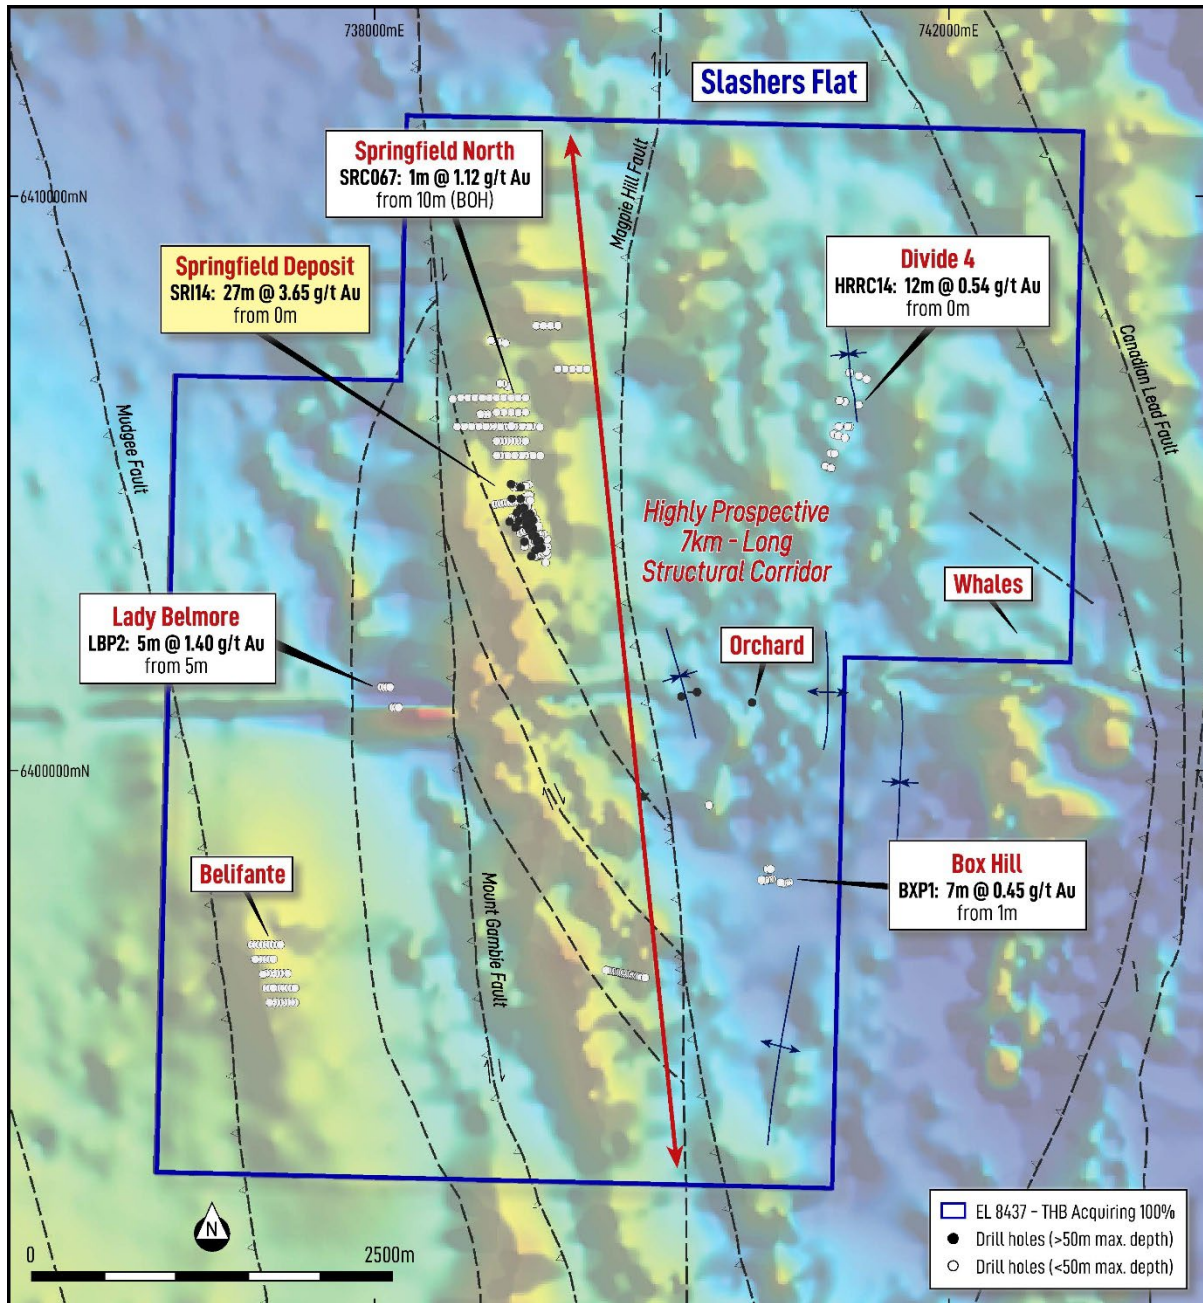 738000mE
742000mE
Slashers Flat
Springfield North
SRC067: 1m @ 1.12 g/t Au
from 10m (BOH)
6410000mN
Magpie Hill Fault
Springfield Deposit
SRI14: 27m @ 3.65 g/t Au
from 0m
Divide 4
HRRC14: 12m @ 0.54 g/t Au
from 0m
Canadian Lead Fault
Mudgee Fault
Highly Prospective
7km - Long
Structural Corridor
Whales
Lady Belmore
LBP2: 5m @ 1.40 g/t Au
from 5m
Orchard
6400000mN
Belifante
Box Hill
BXP1: 7m @ 0.45 g/t Au
from 1m
Mount Gambie Fault
N
0
2500m
EL 8437 - THB Acquiring 100%
Drill holes (>50m max. depth)
Drill holes (<50m max. depth)